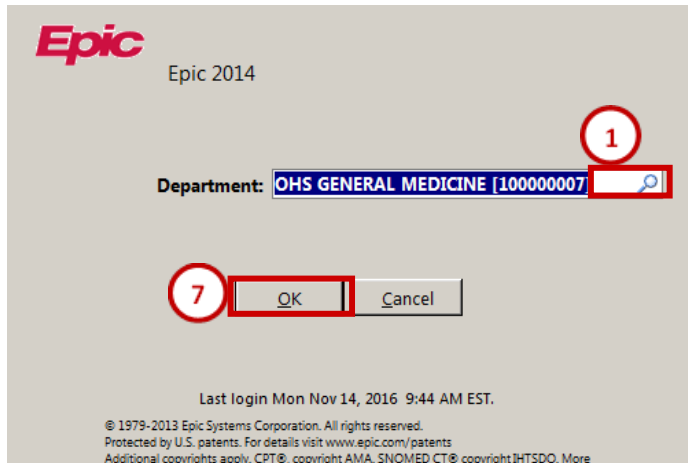 Epic
Epic 2014
1
Department: OHS GENERAL MEDICINE [100000007]
7 OK Cancel
Last login Mon Nov 14, 2016 9:44 AM EST.
© 1979-2013 Epic Systems Corporation. All rights reserved.
Protected by U.S. patents. For details visit www.epic.com/patents
Additional copyrights apply. CPT®, copyright AMA. SNOMED CT® copyright IHTSDO. More